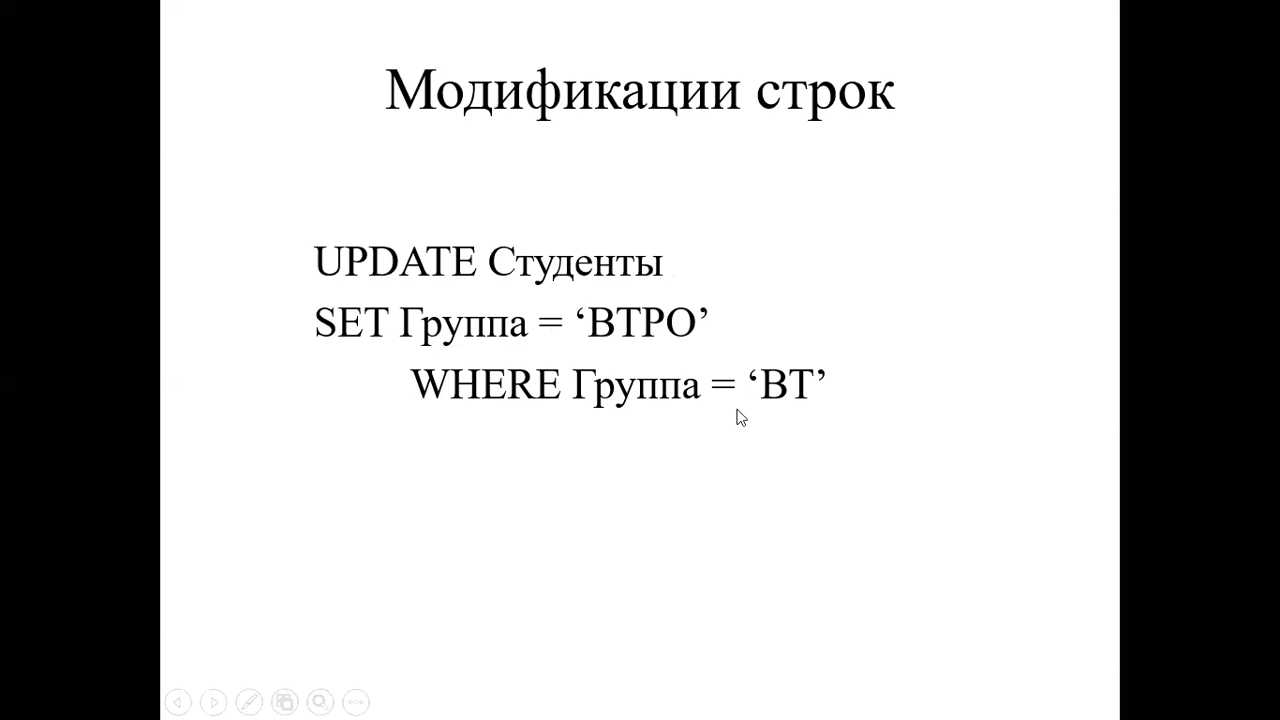 Модификации строк
UPDATE Студенты
SET Группа = ‘ВТРО’
WHERE Группа = ‘ВТ’